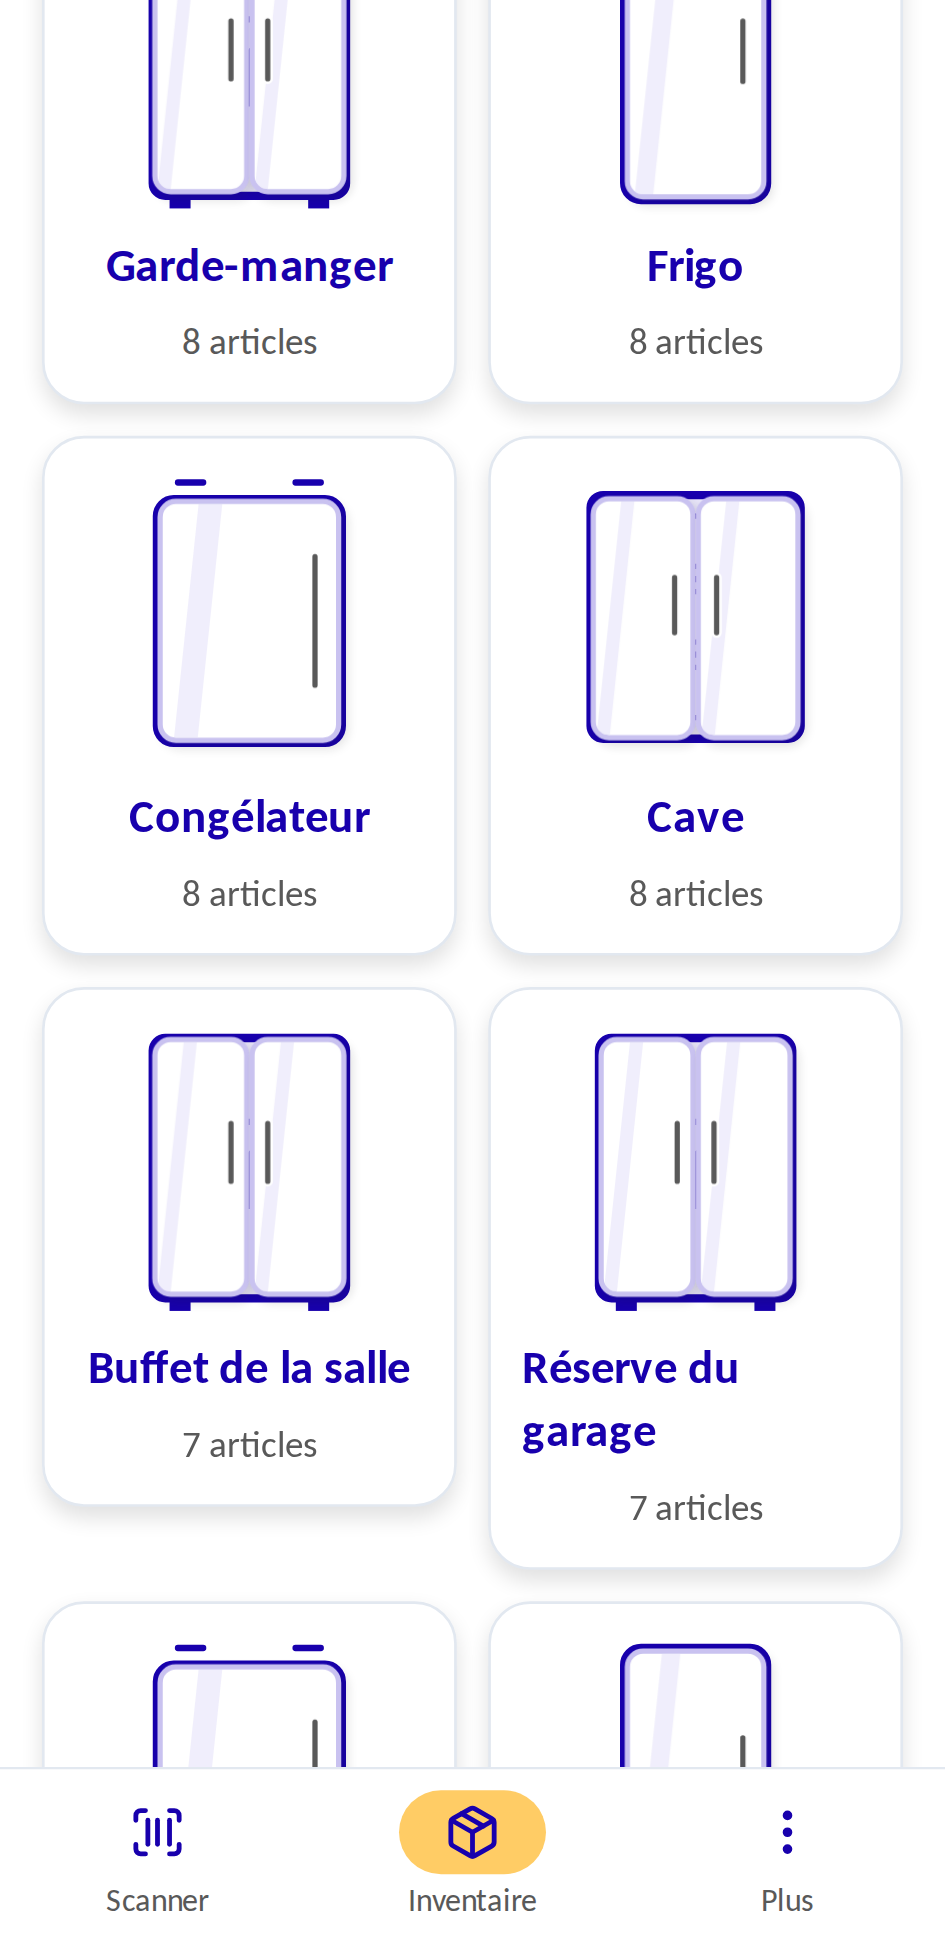 Garde-manger
Frigo
8 articles
8 articles
Congélateur
Cave
8 articles
8 articles
Buffet de la salle
7 articles
Réserve du
garage
7 articles
Scanner
Inventaire
Plus